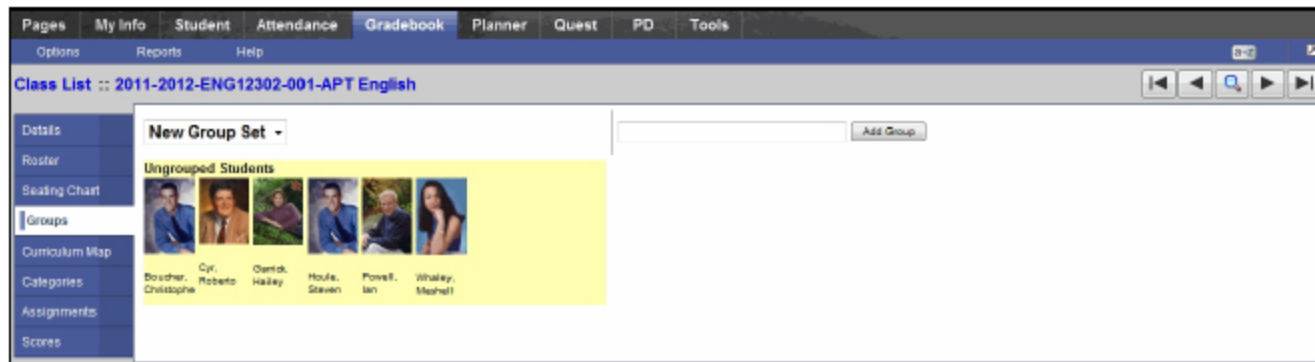 Pages My Info Student Attendance Gradebook Planner Quest PD Tools
Options Reports Help a-z
Class List :: 2011-2012-ENG12302-001-APT English
Details
Roster
Seating Chart
Groups
Curriculum Map
Categories
Assignments
Scores
New Group Set
Add Group
Ungrouped Students
Boucher, Christophe
Cyr, Roberto
Garrick, Hailey
Houle, Steven
Powell, Ian
Whaley, Meshell